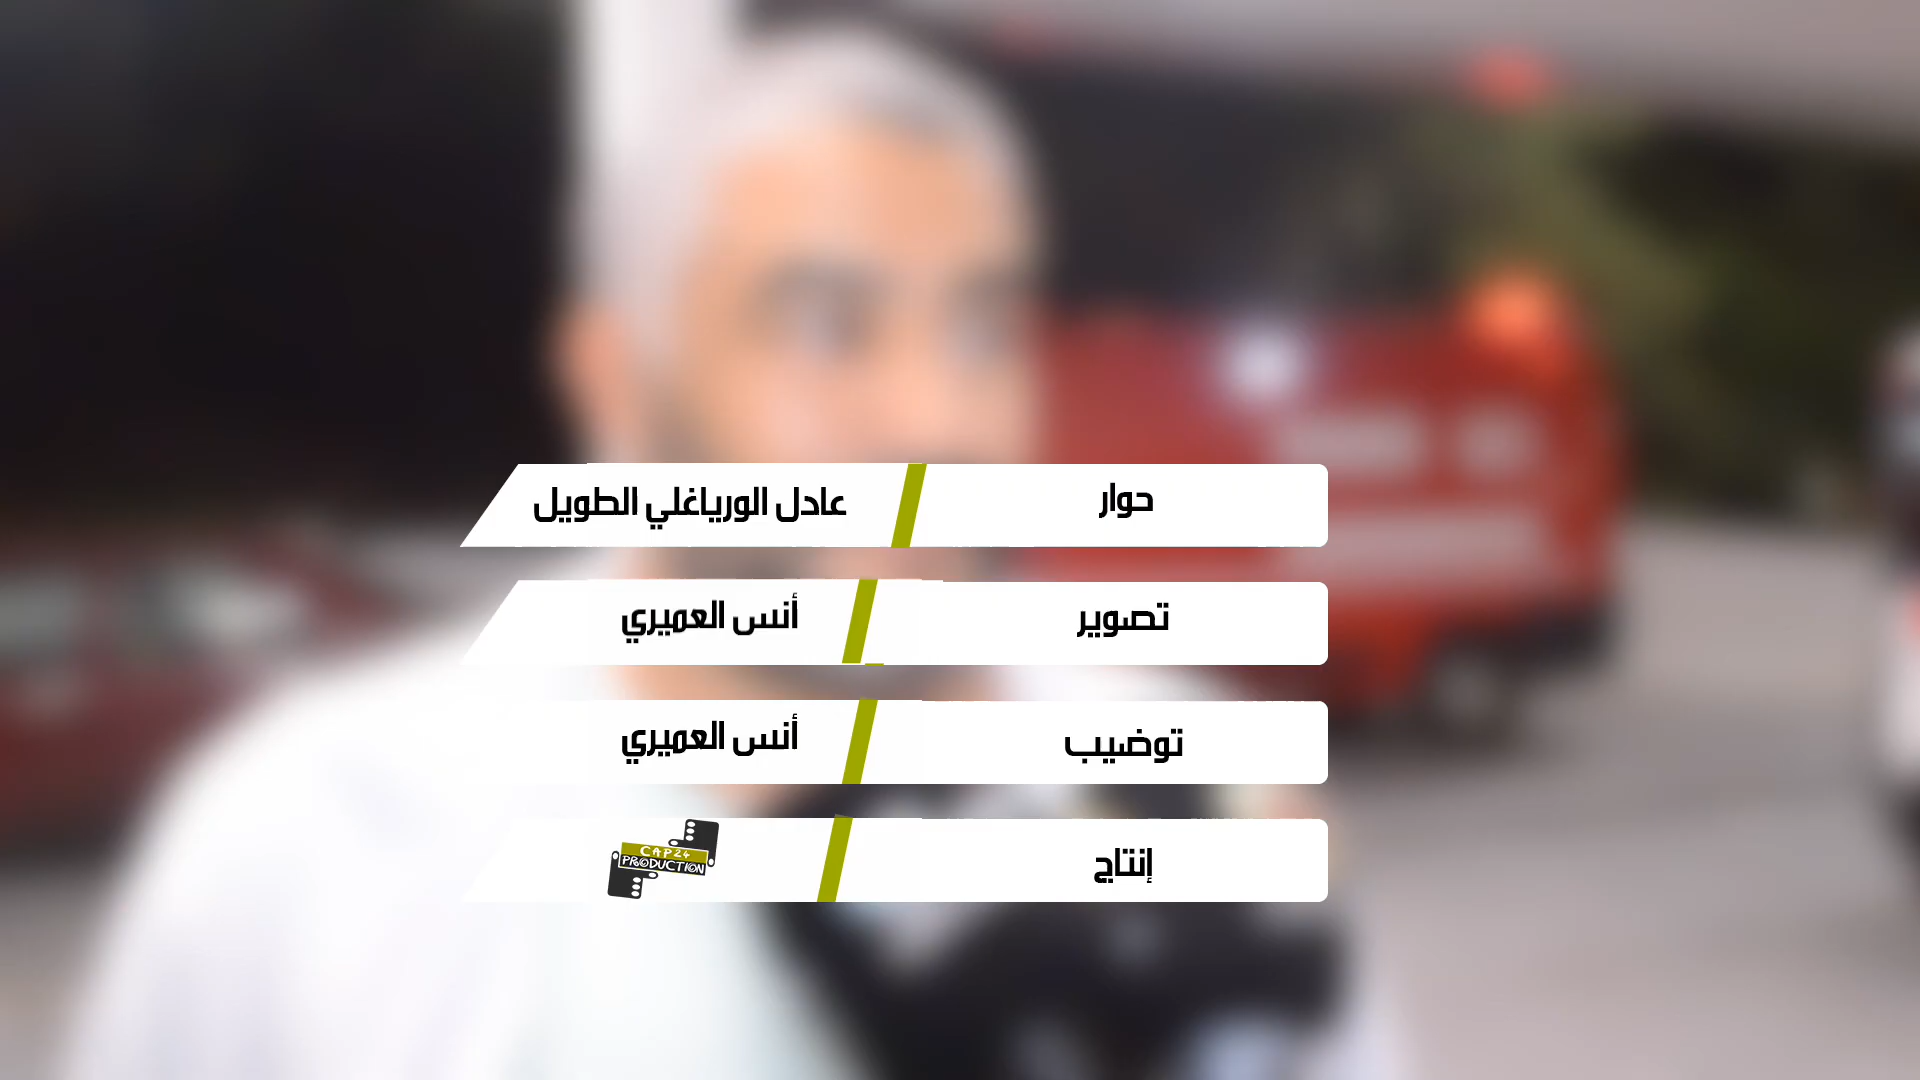 حوار
عادل الورياغلي الطويل
تصوير
أنس العميري
توضيب
أنس العميري
إنتاج
CAP24
PRODUCTION